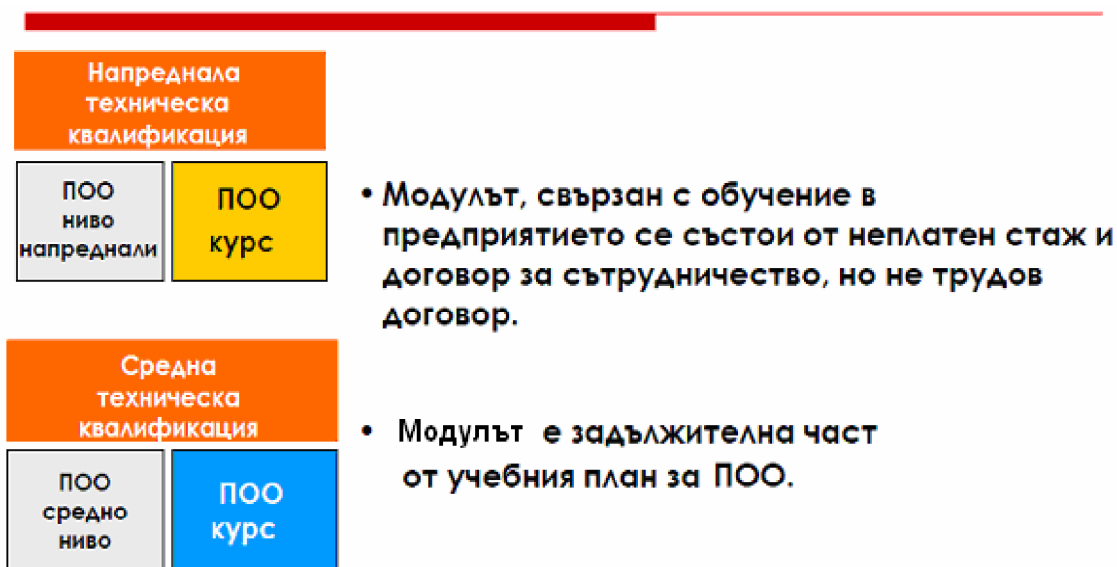 Напреднала
техническа
квалификация
ПОО
ниво
напреднали
ПОО
курс
• Модулът, свързан с обучение в
предприятието се състои от неплатен стаж и
договор за сътрудничество, но не трудов
договор.
Средна
техническа
квалификация
ПОО
средно
ниво
ПОО
курс
• Модулът е задължителна част
от учебния план за ПОО.